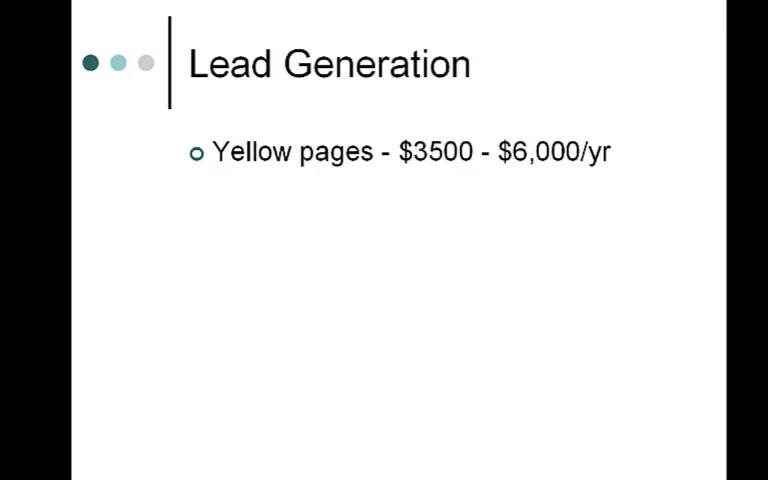 Lead Generation
Yellow pages - $3500 - $6,000/yr